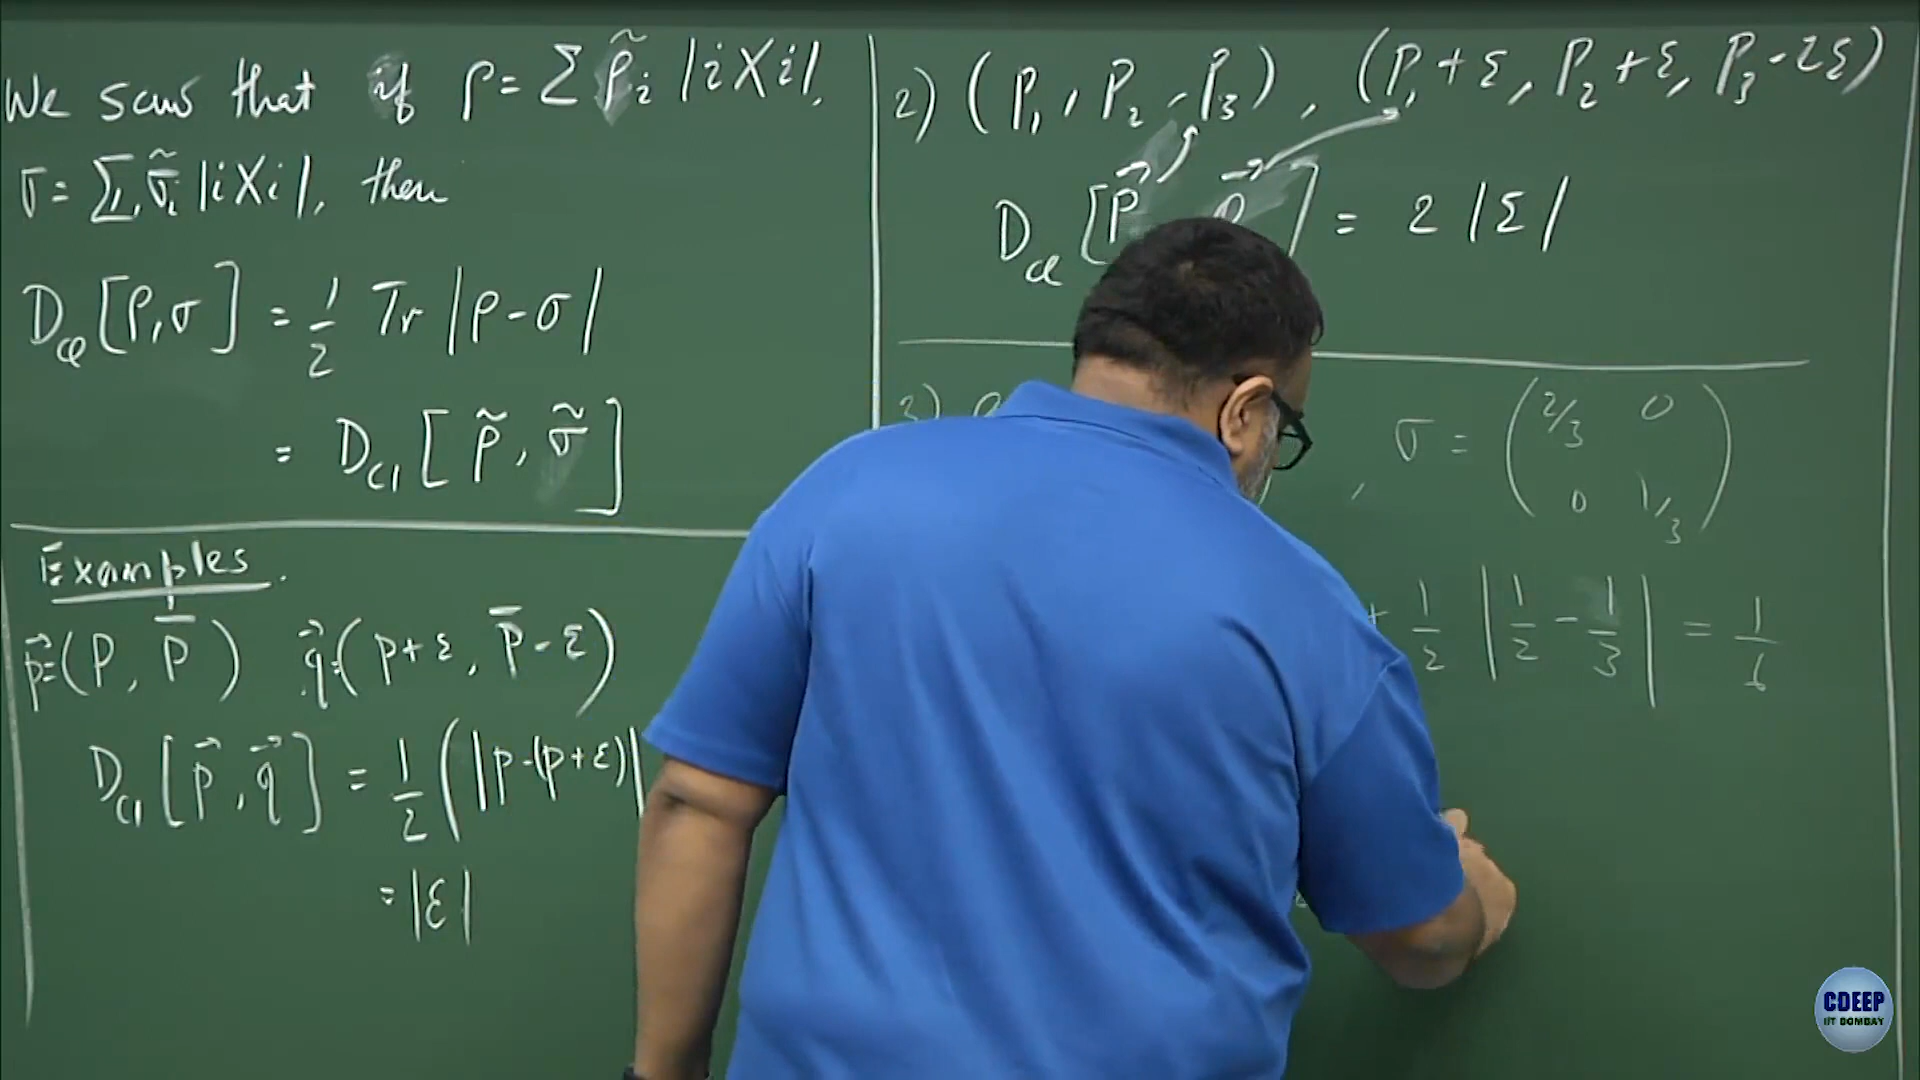 We saw that if ρ = Σ p̃ᵢ |i⟩⟨i|,
σ = Σᵢ σ̃ᵢ |i⟩⟨i|, then
D_Q [ρ, σ] = 1/2 Tr |ρ - σ|
= D_Cl [ρ̃, σ̃]
Examples.
p⃗ = (p, p̄) q⃗ = (p+ε, p̄-ε)
D_Cl [p⃗, q⃗] = 1/2 (|p-(p+ε)|
= |ε|
2) (P₁, P₂, P₃), (P₁+ε, P₂+ε, P₃-2ε)
] = 2 |ε|
3)
, σ = (2/3 0
0 1/3)
+ 1/2 |1/2 - 1/3| = 1/6
CDEEP
IIT BOMBAY